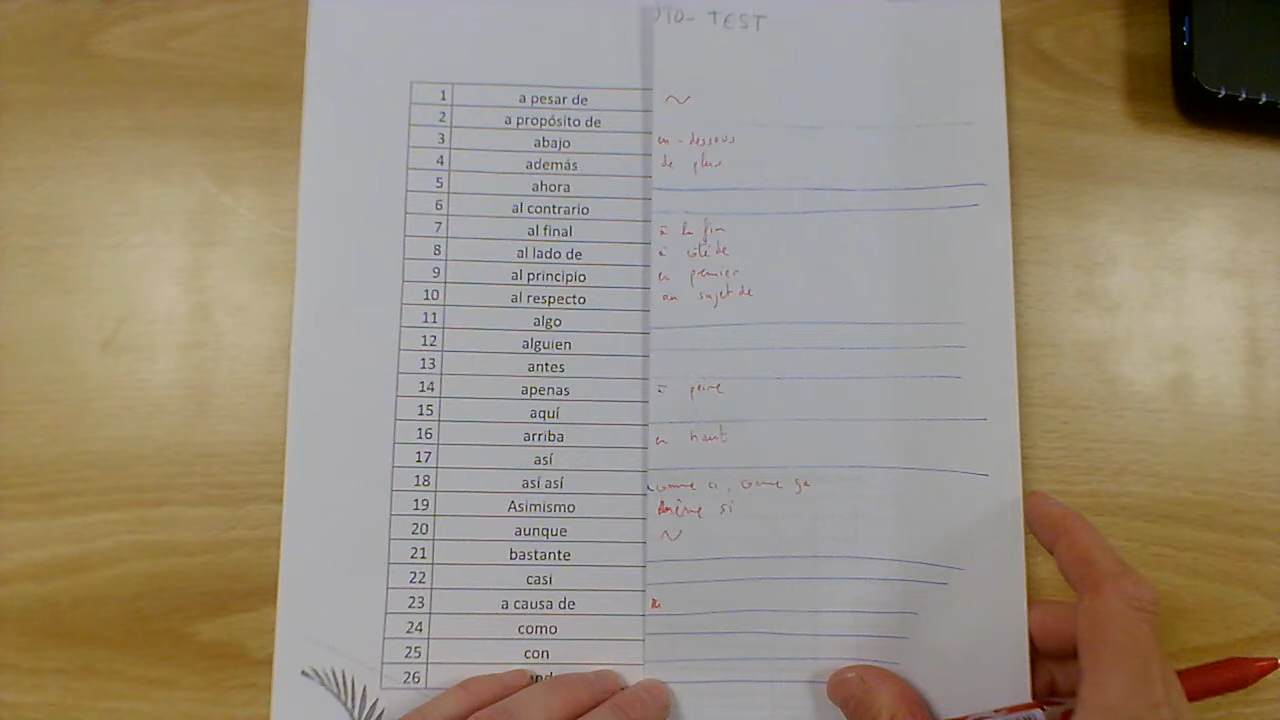 TO- TEST
1 a pesar de ~
2 a propósito de
3 abajo en-dessous
4 además de plus
5 ahora
6 al contrario
7 al final à la fin
8 al lado de à côté de
9 al principio en premier
10 al respecto au sujet de
11 algo
12 alguien
13 antes
14 apenas à peine
15 aquí
16 arriba en haut
17 así
18 así así comme ci, comme ça
19 Asimismo même si
20 aunque ~
21 bastante
22 casi
23 a causa de
24 como
25 con
26